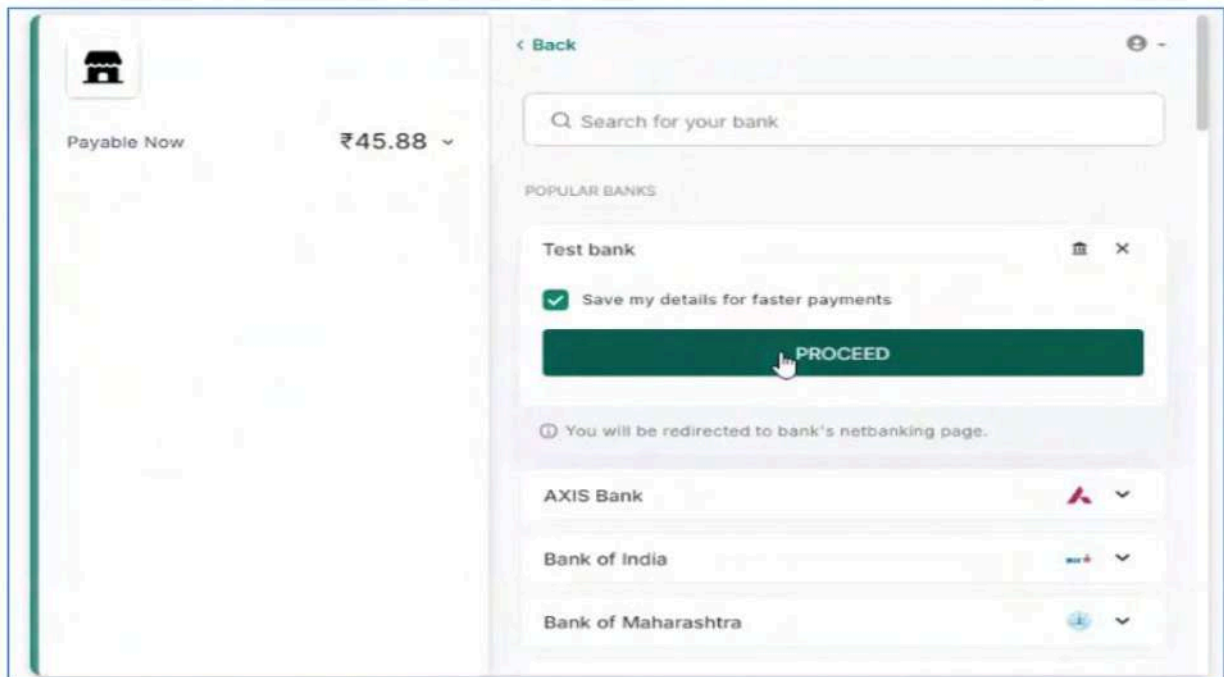 < Back
Payable Now ₹45.88
Search for your bank
POPULAR BANKS
Test bank
Save my details for faster payments
PROCEED
You will be redirected to bank's netbanking page.
AXIS Bank
Bank of India
Bank of Maharashtra